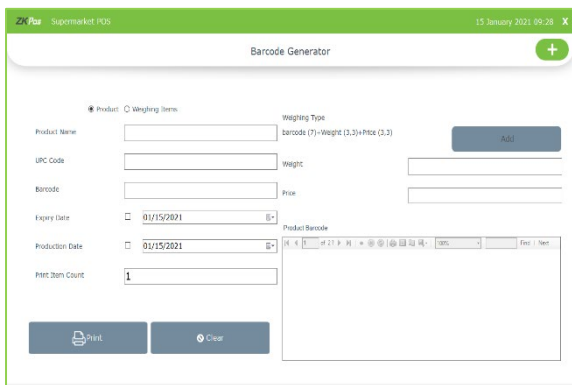 ZKPos Supermarket POS 15 January 2021 09:28 X
Barcode Generator
Product Weighing Items
Product Name
UPC Code
Barcode
Expiry Date 01/15/2021
Production Date 01/15/2021
Print Item Count 1
Print Clear
Weighing Type
barcode (7)+Weight (3,3)+Price (3,3)
Add
Weight
Price
Product Barcode
1 of 2 100% Find | Next